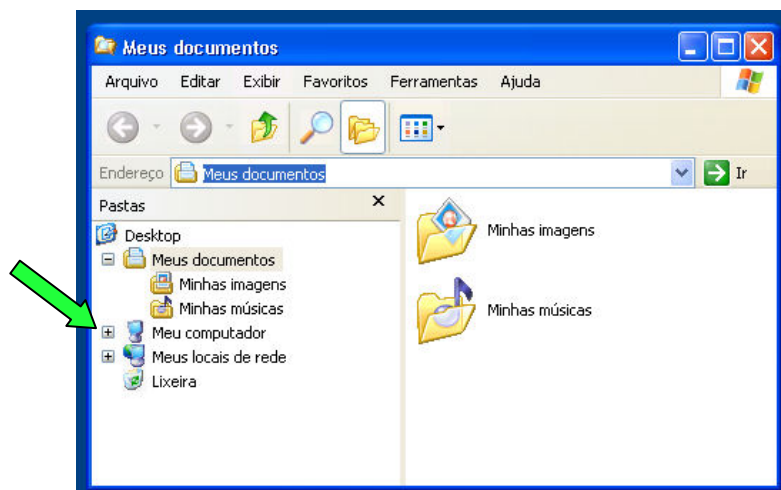 Meus documentos
Arquivo Editar Exibir Favoritos Ferramentas Ajuda
Endereço Meus documentos Ir
Pastas
Desktop
Meus documentos
Minhas imagens
Minhas músicas
Meu computador
Meus locais de rede
Lixeira
Minhas imagens
Minhas músicas